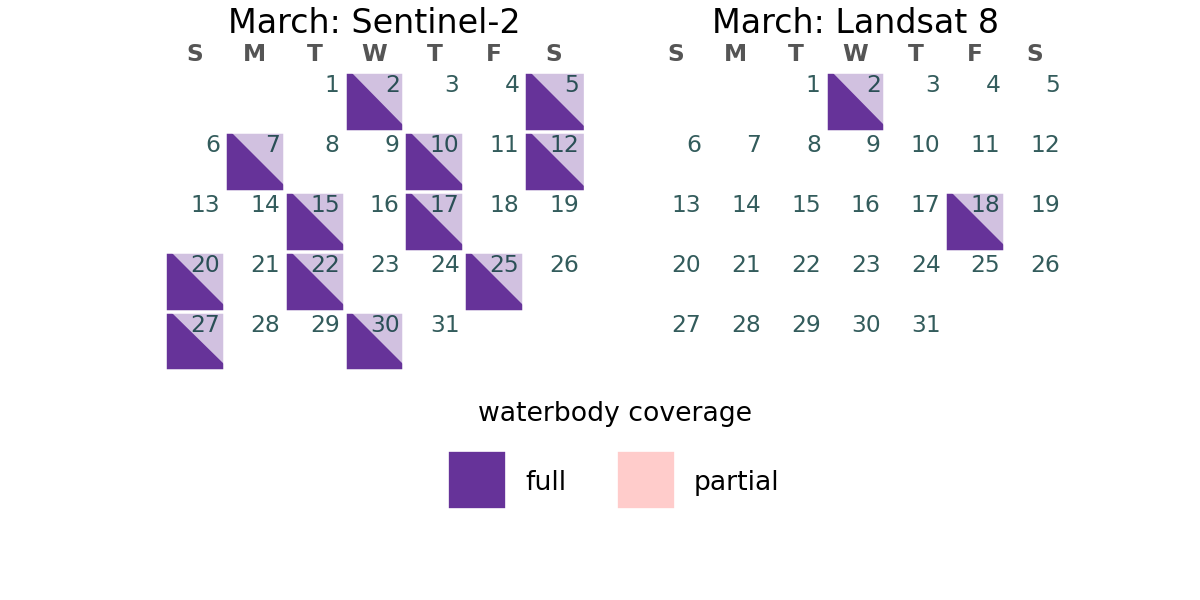 March: Sentinel-2
S M T W T F S
1 2 3 4 5
6 7 8 9 10 11 12
13 14 15 16 17 18 19
20 21 22 23 24 25 26
27 28 29 30 31
March: Landsat 8
S M T W T F S
1 2 3 4 5
6 7 8 9 10 11 12
13 14 15 16 17 18 19
20 21 22 23 24 25 26
27 28 29 30 31
waterbody coverage
full partial